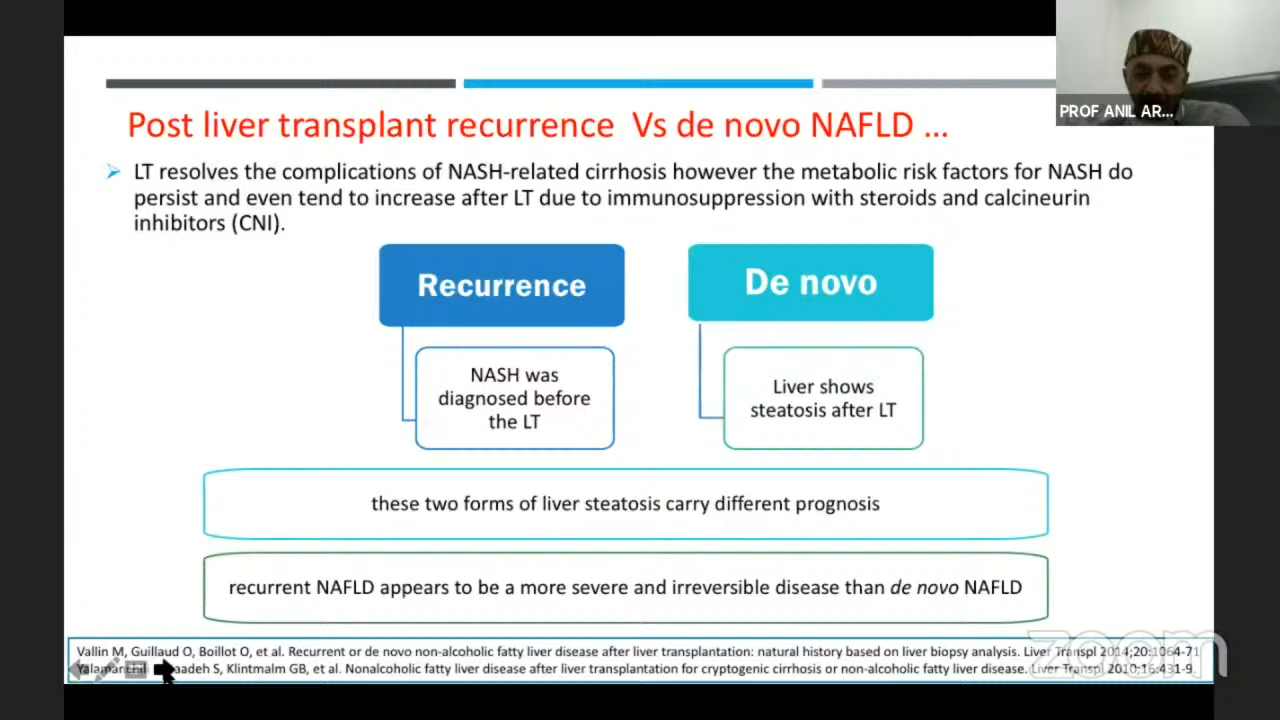 PROF ANIL AR...
Post liver transplant recurrence Vs de novo NAFLD ...
LT resolves the complications of NASH-related cirrhosis however the metabolic risk factors for NASH do
persist and even tend to increase after LT due to immunosuppression with steroids and calcineurin
inhibitors (CNI).
Recurrence
De novo
NASH was
diagnosed before
the LT
Liver shows
steatosis after LT
these two forms of liver steatosis carry different prognosis
recurrent NAFLD appears to be a more severe and irreversible disease than de novo NAFLD
Vallin M, Guillaud O, Boillot O, et al. Recurrent or de novo non-alcoholic fatty liver disease after liver transplantation: natural history based on liver biopsy analysis. Liver Transpl 2014;20:1064-71
S, Klintmalm GB, et al. Nonalcoholic fatty liver disease after liver transplantation for cryptogenic cirrhosis or non-alcoholic fatty liver disease. Liver Transpl 2010;16:431-9.
zoom